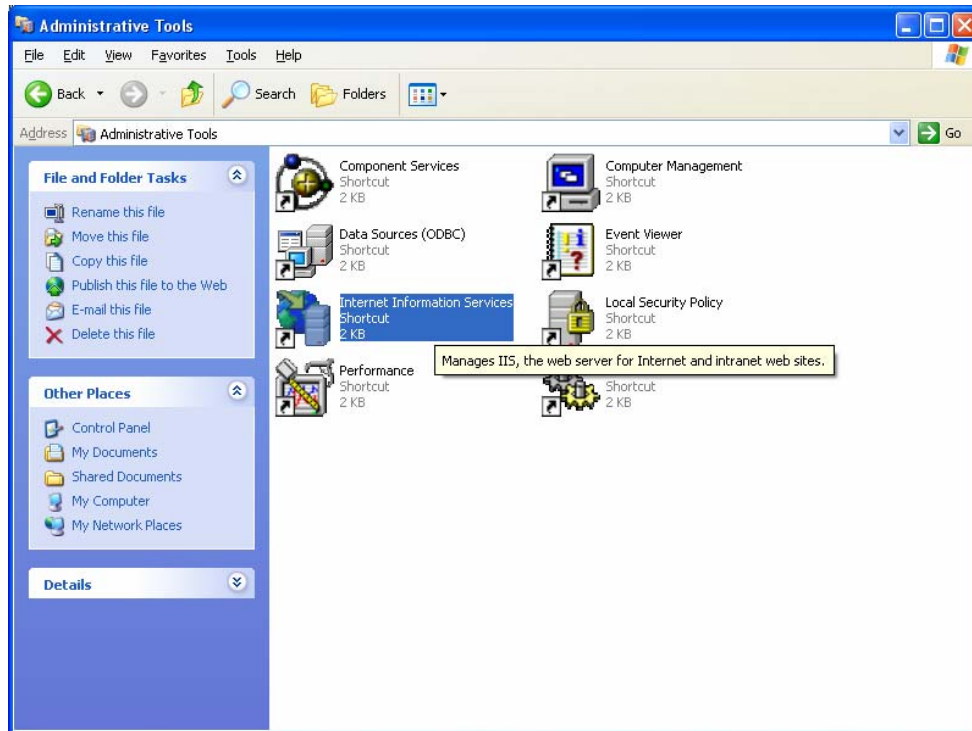 Administrative Tools
File Edit View Favorites Tools Help
Back Search Folders
Address Administrative Tools Go
File and Folder Tasks
Rename this file
Move this file
Copy this file
Publish this file to the Web
E-mail this file
Delete this file
Other Places
Control Panel
My Documents
Shared Documents
My Computer
My Network Places
Details
Component Services
Shortcut
2 KB
Computer Management
Shortcut
2 KB
Data Sources (ODBC)
Shortcut
2 KB
Event Viewer
Shortcut
2 KB
Internet Information Services
Shortcut
2 KB
Local Security Policy
Shortcut
2 KB
Manages IIS, the web server for Internet and intranet web sites.
Performance
Shortcut
2 KB
Shortcut
2 KB